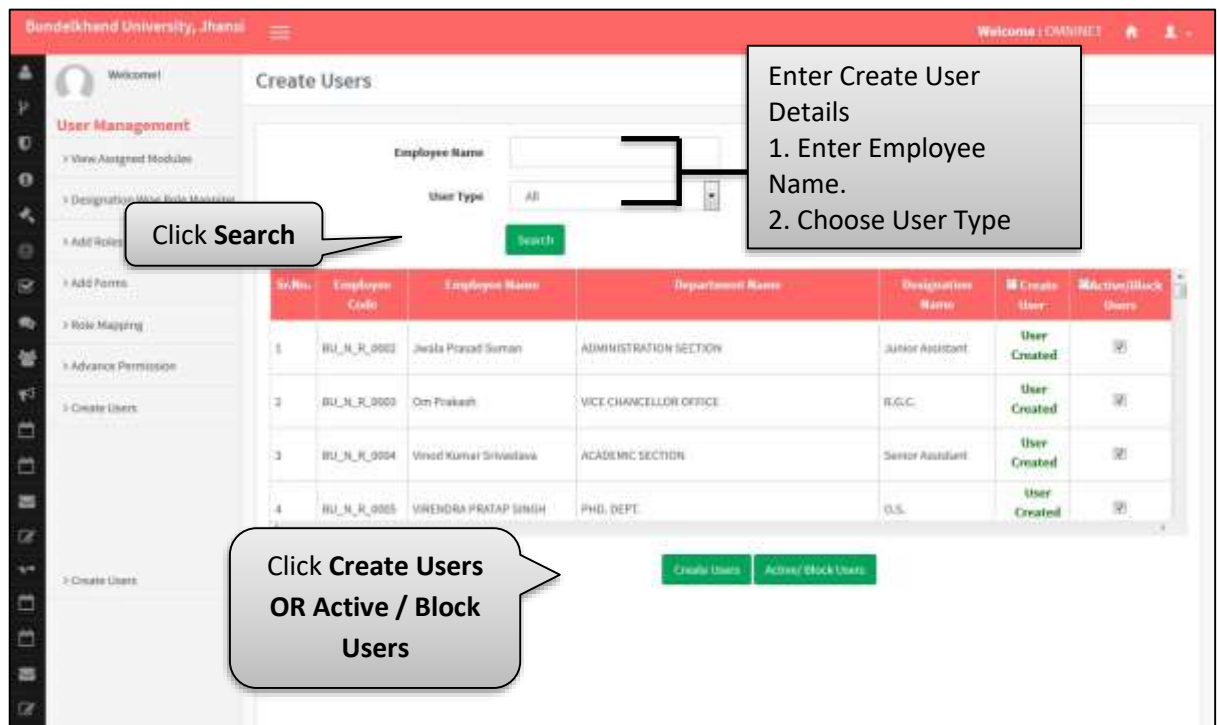 Bundelkhand University, Jhansi
Welcome : OMNINET
Welcome!
Create Users
User Management
> View Assigned Modules
> Designation Wise Role Mapping
> Add Roles
> Add Forms
> Role Mapping
> Advance Permission
> Create Users
> Create Users
Employee Name
User Type All
Search
Enter Create User
Details
1. Enter Employee
Name.
2. Choose User Type
Click Search
Sr.No. Employee Code Employee Name Department Name Designation Name Create User Active/Block Users
1 BU_N_R_0002 Jwala Prasad Suman ADMINISTRATION SECTION Junior Assistant User Created
2 BU_N_R_0003 Om Prakash VICE CHANCELLOR OFFICE R.G.C. User Created
3 BU_N_R_0004 Vinod Kumar Srivastava ACADEMIC SECTION Senior Assistant User Created
4 BU_N_R_0005 VIRENDRA PRATAP SINGH PHD. DEPT. O.S. User Created
Click Create Users
OR Active / Block
Users
Create Users Active/ Block Users